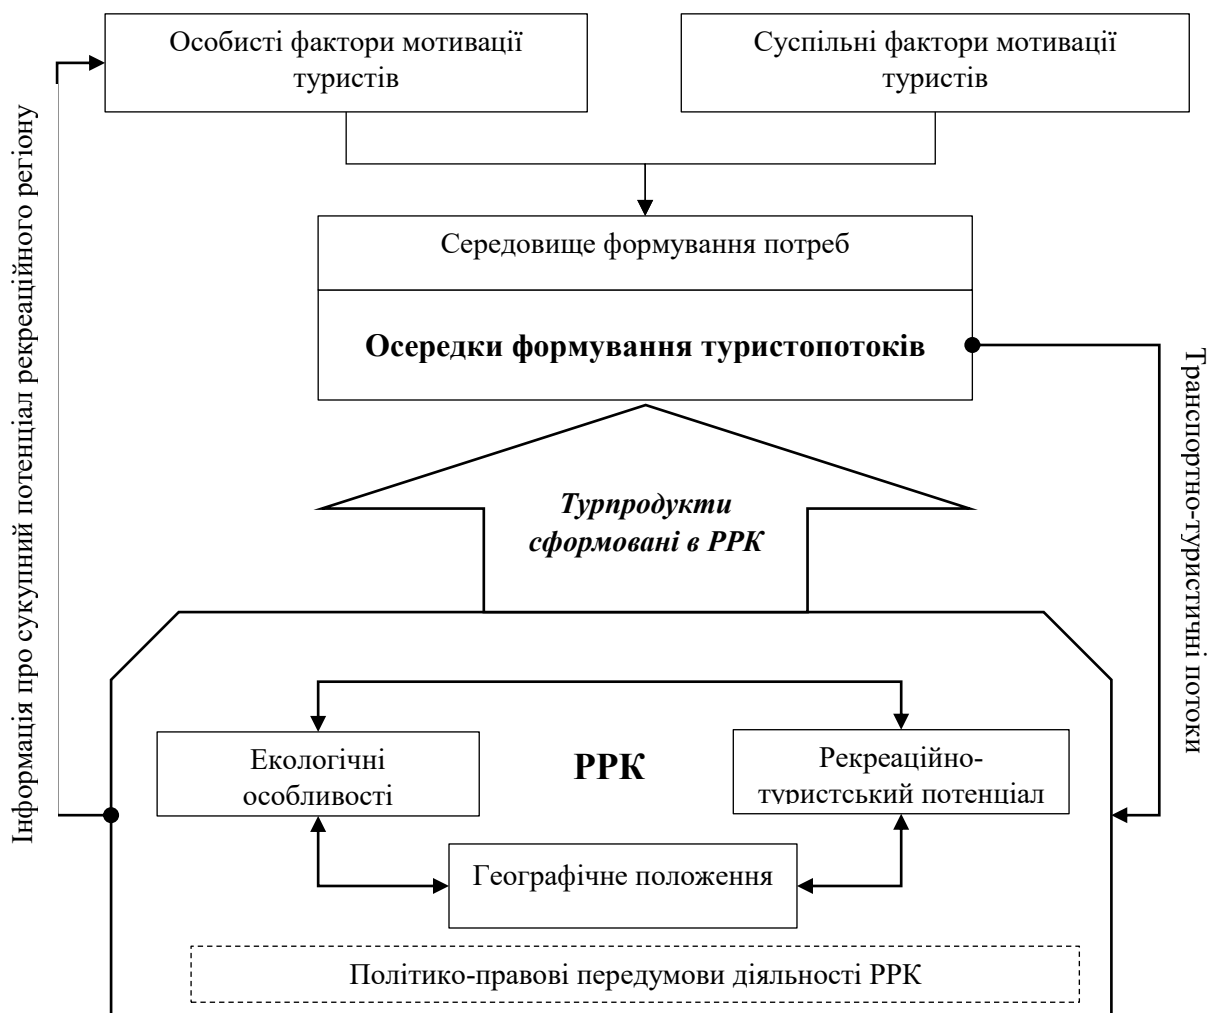 Особисті фактори мотивації
туристів
Суспільні фактори мотивації
туристів
Інформація про сукупний потенціал рекреаційного регіону
Середовище формування потреб
Осередки формування туристопотоків
Транспортно-туристичні потоки
Турпродукти
сформовані в РРК
Екологічні
особливості
РРК
Рекреаційно-
туристський потенціал
Географічне положення
Політико-правові передумови діяльності РРК